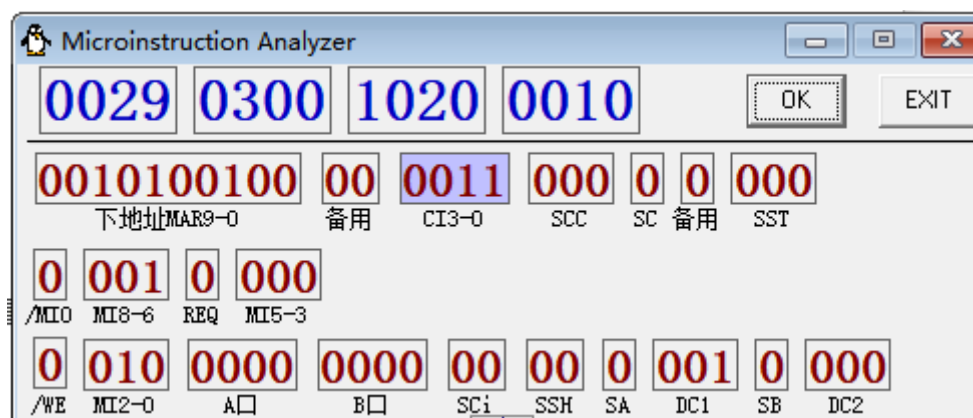 Microinstruction Analyzer
0029 0300 1020 0010 OK EXIT
0010100100 00 0011 000 0 0 000
下地址MAR9-0 备用 CI3-0 SCC SC 备用 SST
0 001 0 000
/MIO MI8-6 REQ MI5-3
0 010 0000 0000 00 00 0 001 0 000
/WE MI2-0 A口 B口 SCi SSH SA DC1 SB DC2